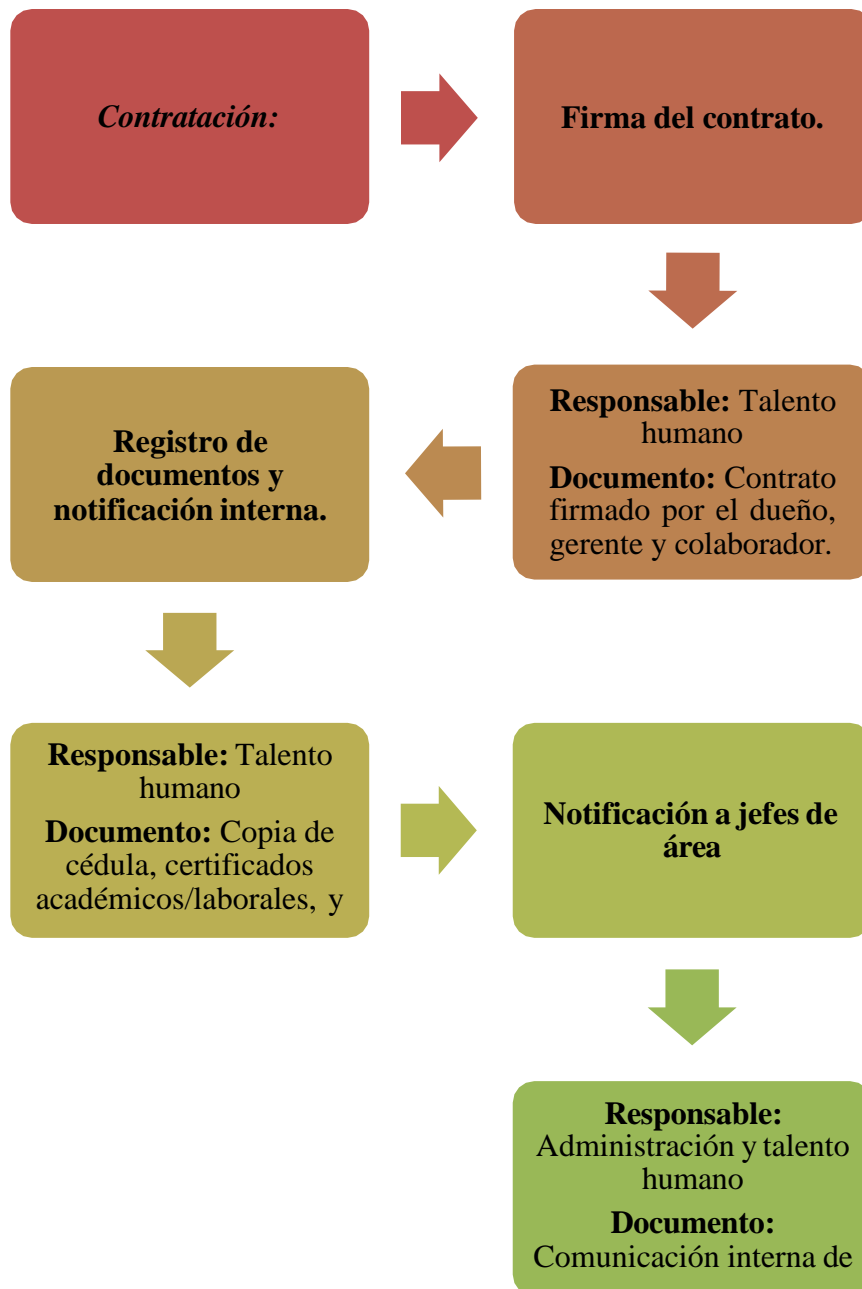 Contratación:
Firma del contrato.
Responsable: Talento
humano
Documento: Contrato
firmado por el dueño,
gerente y colaborador.
Registro de
documentos y
notificación interna.
Responsable: Talento
humano
Documento: Copia de
cédula, certificados
académicos/laborales, y
Notificación a jefes de
área
Responsable:
Administración y talento
humano
Documento:
Comunicación interna de